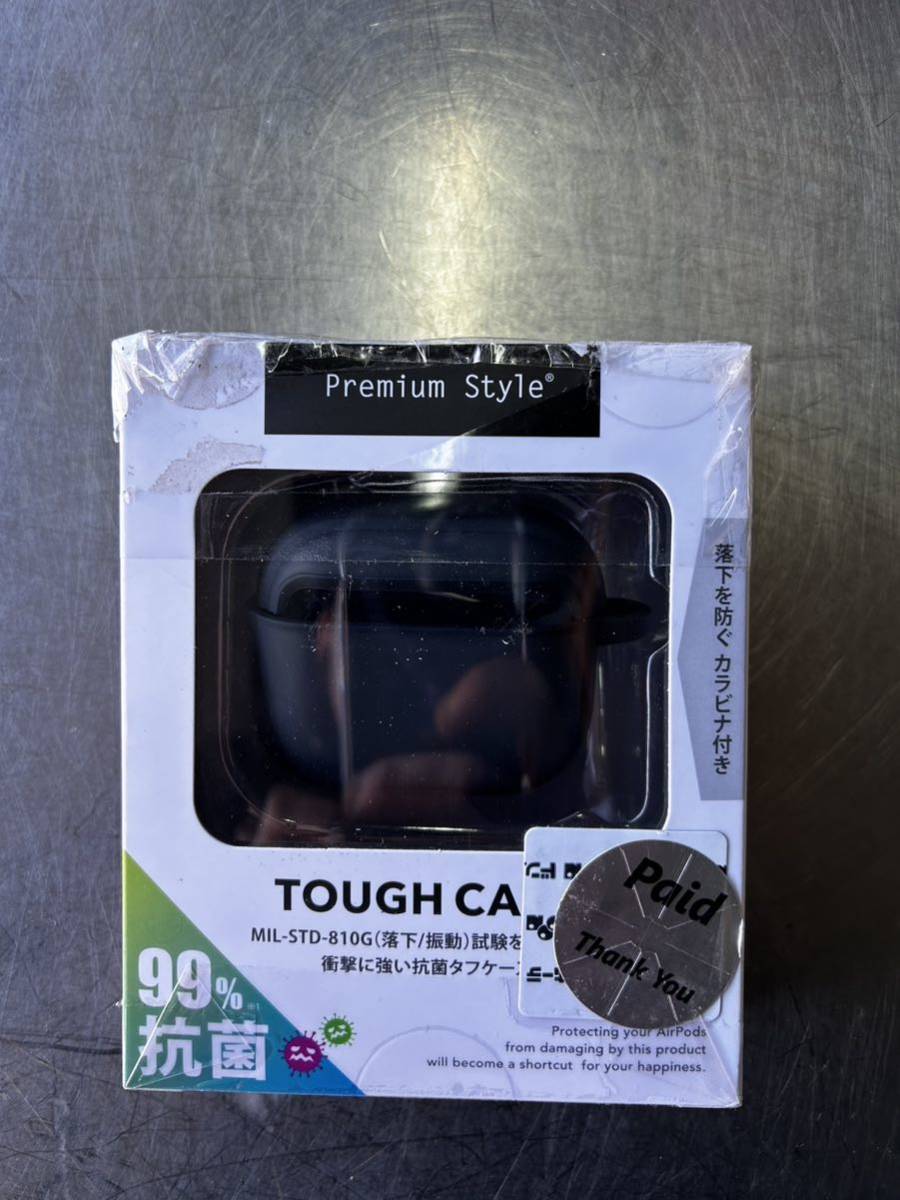 Premium Style®
落下を防ぐ カラビナ付き
TOUGH CA
MIL-STD-810G(落下/振動)試験を
衝撃に強い抗菌タフケー
Paid
Thank You
99%※1
抗菌
Protecting your AirPods
from damaging by this product
will become a shortcut for your happiness.